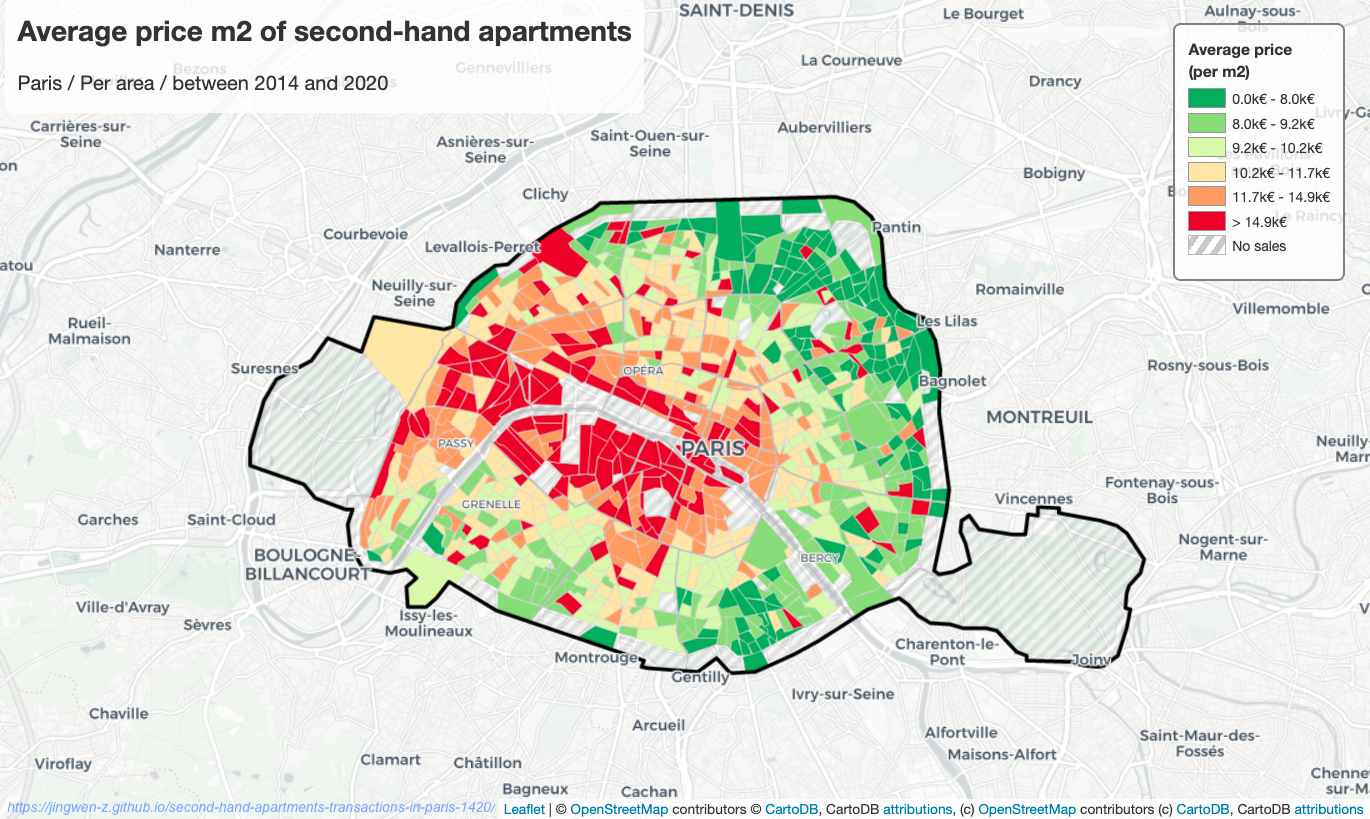 Average price m2 of second-hand apartments
Paris / Per area / between 2014 and 2020
Average price
(per m2)
0.0k€ - 8.0k€
8.0k€ - 9.2k€
9.2k€ - 10.2k€
10.2k€ - 11.7k€
11.7k€ - 14.9k€
> 14.9k€
No sales
SAINT-DENIS
Le Bourget
Aulnay-sous-
Bois
Bezons
Gennevilliers
La Courneuve
Drancy
Carrières-sur-
Seine
Asnières-sur-
Seine
Saint-Ouen-sur-
Seine
Aubervilliers
Les Pavillons-
Bobigny
Clichy
Le Raincy
Courbevoie
Levallois-Perret
Pantin
Nanterre
Neuilly-sur-
Seine
Romainville
Villemomble
Rueil-
Malmaison
Les Lilas
Suresnes
OPÉRA
Rosny-sous-Bois
Bagnolet
MONTREUIL
PASSY
PARIS
Fontenay-sous-
Bois
Vincennes
GRENELLE
Garches
Saint-Cloud
Nogent-sur-
Marne
BOULOGNE-
BILLANCOURT
BERCY
Ville-d'Avray
Sèvres
Issy-les-
Moulineaux
Charenton-le-
Pont
Joinv
Montrouge
Gentilly
Ivry-sur-Seine
Chaville
Arcueil
Alfortville
Maisons-Alfort
Saint-Maur-des-
Fossés
Viroflay
Clamart
Châtillon
Bagneux
Cachan
https://jingwen-z.github.io/second-hand-apartments-transactions-in-paris-1420/
Leaflet | © OpenStreetMap contributors © CartoDB, CartoDB attributions, (c) OpenStreetMap contributors (c) CartoDB, CartoDB attributions